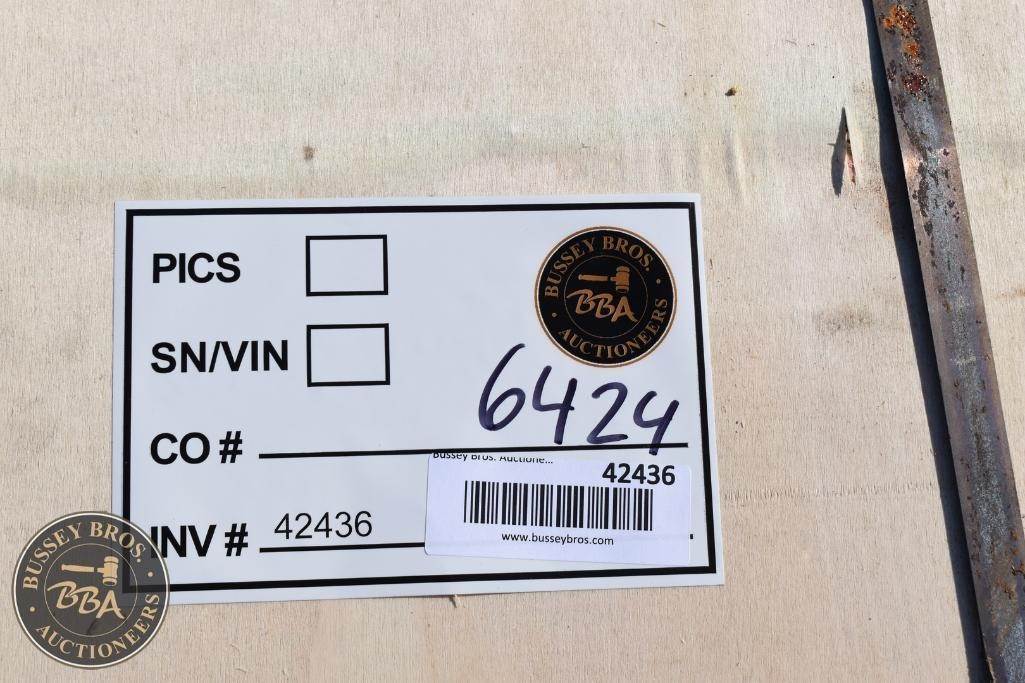 PICS
BUSSEY BROS.
BBA
AUCTIONEERS
SN/VIN
6424
CO #
Bussey Bros. Auctione...
42436
INV # 42436
www.busseybros.com
BUSSEY BROS.
BBA
AUCTIONEERS